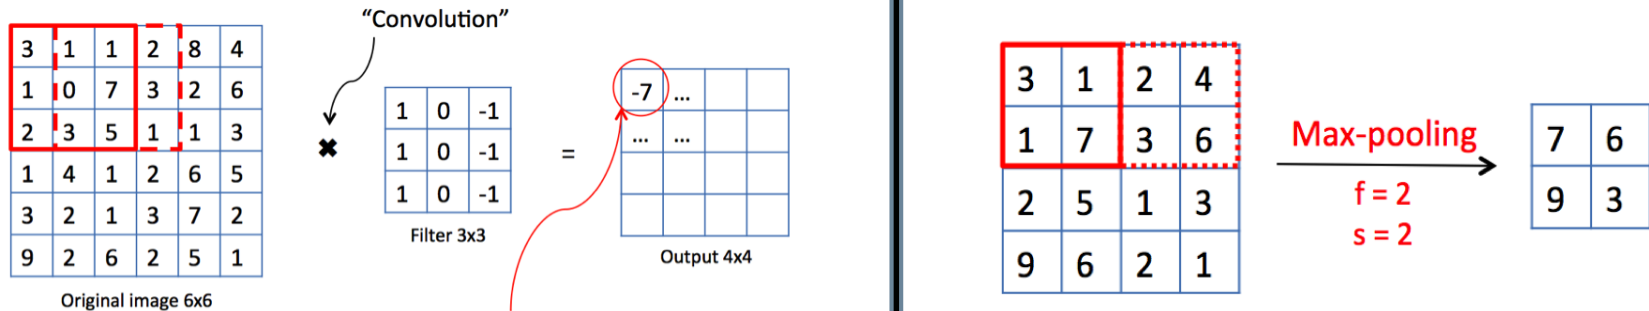 “Convolution”
3 1 1 2 8 4
1 0 7 3 2 6
2 3 5 1 1 3
1 4 1 2 6 5
3 2 1 3 7 2
9 2 6 2 5 1
Original image 6x6
✖
1 0 -1
1 0 -1
1 0 -1
Filter 3x3
=
-7 ...
... ...
Output 4x4
3 1 2 4
1 7 3 6
2 5 1 3
9 6 2 1
Max-pooling
f = 2
s = 2
7 6
9 3